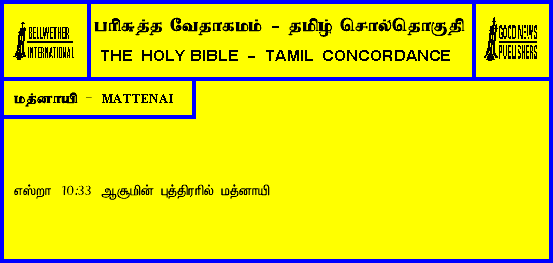 BELLWETHER
INTERNATIONAL
பரிசுத்த வேதாகமம் - தமிழ் சொல்தொகுதி
THE HOLY BIBLE - TAMIL CONCORDANCE
GOOD NEWS
PUBLISHERS
மத்னாயி - MATTENAI
எஸ்றா 10:33 ஆசூமின் புத்திரரில் மத்னாயி